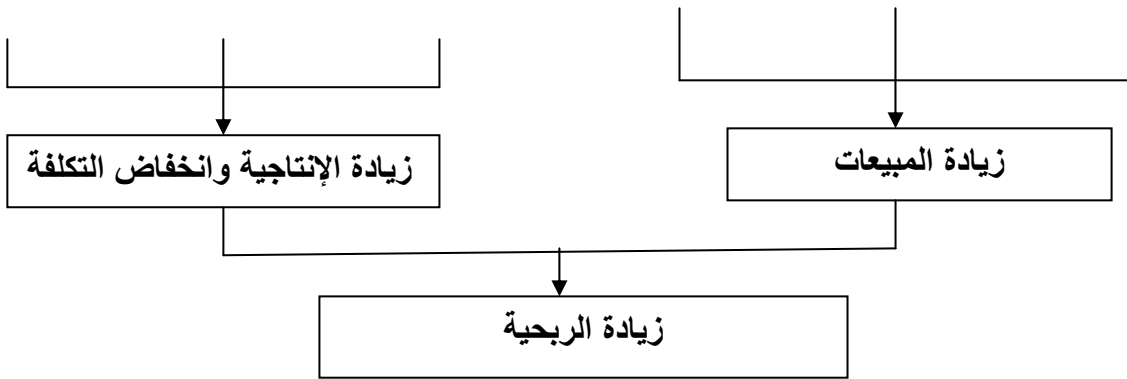 زيادة المبيعات
زيادة الإنتاجية وانخفاض التكلفة
زيادة الربحية